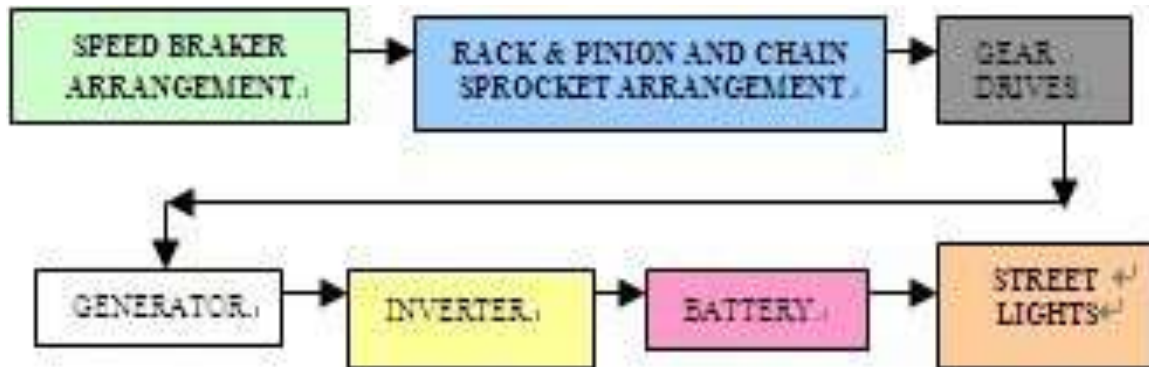 SPEED BRAKER
ARRANGEMENT
RACK & PINION AND CHAIN
SPROCKET ARRANGEMENT
GEAR
DRIVES
GENERATOR
INVERTER
BATTERY
STREET
LIGHTS